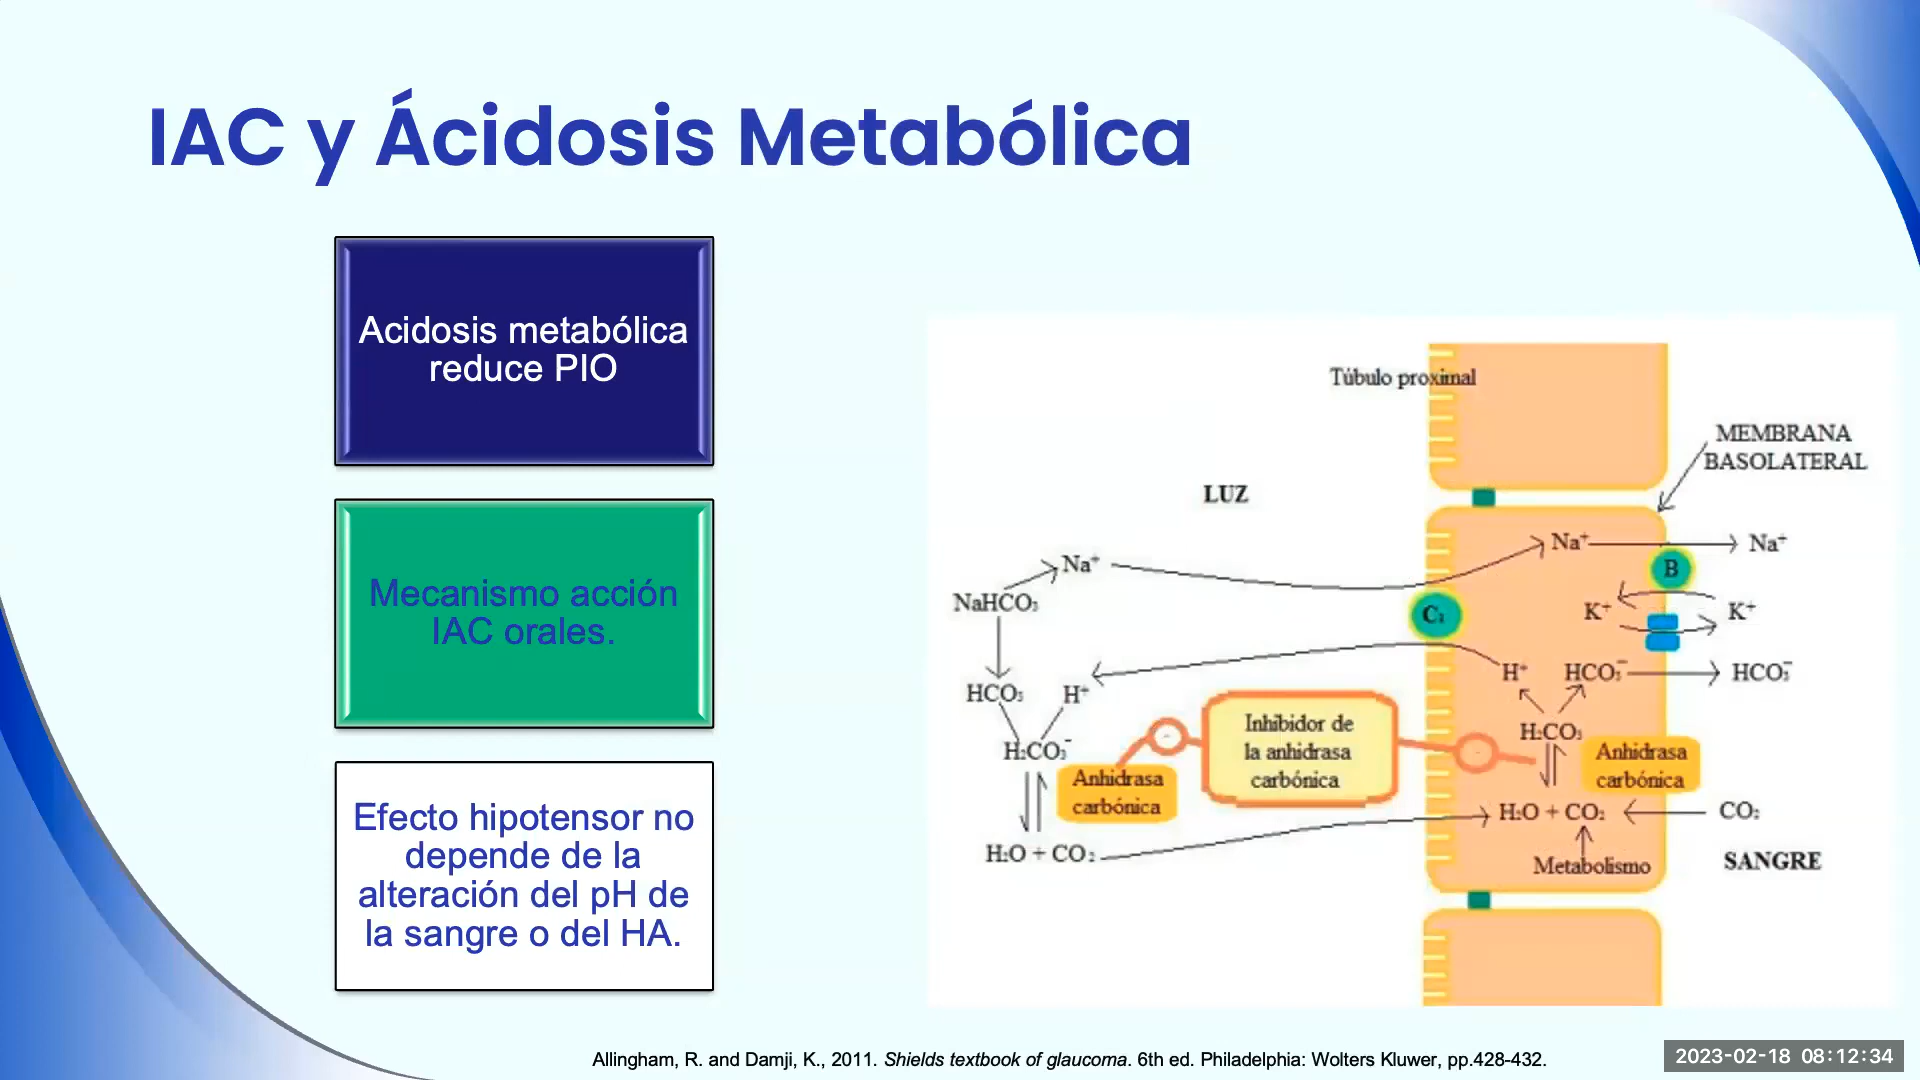 IAC y Ácidosis Metabólica
Acidosis metabólica
reduce PIO
Mecanismo acción
IAC orales.
Efecto hipotensor no
depende de la
alteración del pH de
la sangre o del HA.
Túbulo proximal
MEMBRANA
BASOLATERAL
LUZ
Na⁺
Na⁺
Na⁺
B
NaHCO₃
C₁
K⁺
K⁺
HCO₃
H⁺
H⁺
HCO₃⁻
HCO₃⁻
H₂CO₃⁻
Inhibidor de
la anhidrasa
carbónica
H₂CO₃
Anhidrasa
carbónica
Anhidrasa
carbónica
-
-
H₂O + CO₂
H₂O + CO₂
CO₂
Metabolismo
SANGRE
Allingham, R. and Damji, K., 2011. Shields textbook of glaucoma. 6th ed. Philadelphia: Wolters Kluwer, pp.428-432.
2023-02-18 08:12:34